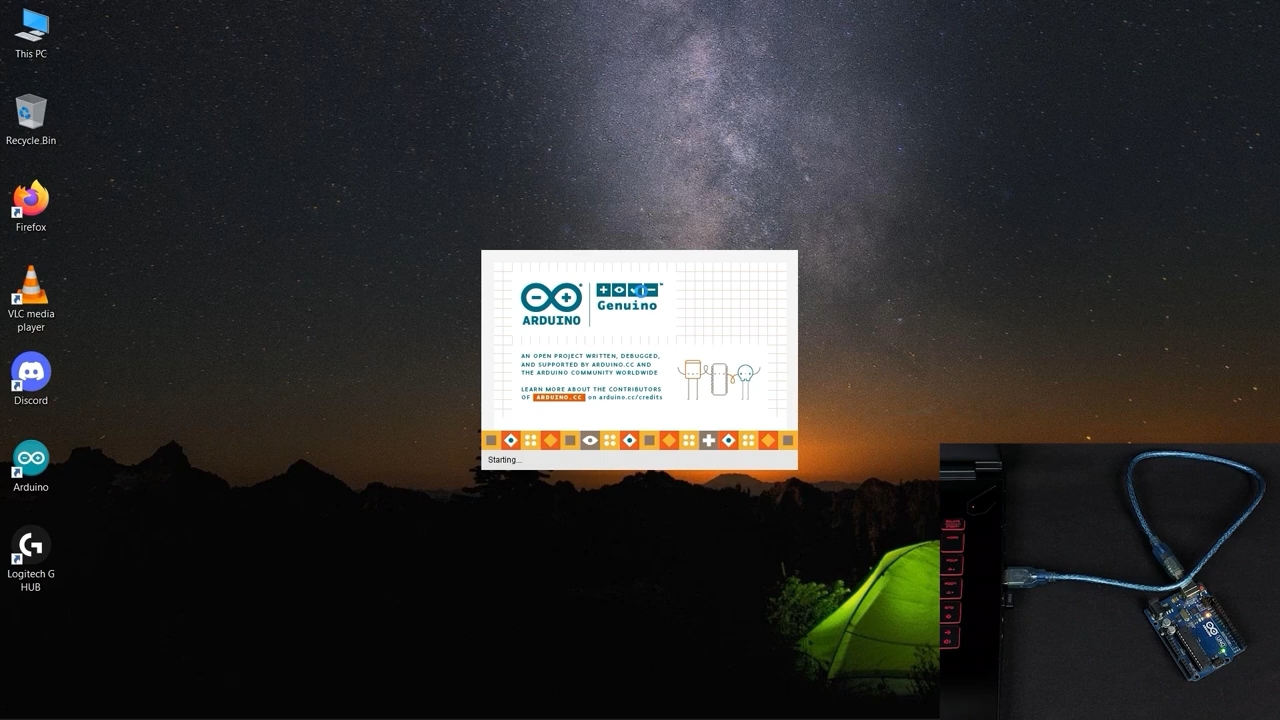 This PC
Recycle Bin
Firefox
VLC media
player
Discord
Arduino
Logitech G
HUB
ARDUINO
Genuino
AN OPEN PROJECT WRITTEN, DEBUGGED,
AND SUPPORTED BY ARDUINO.CC AND
THE ARDUINO COMMUNITY WORLDWIDE
LEARN MORE ABOUT THE CONTRIBUTORS
OF ARDUINO.CC on arduino.cc/credits
Starting...
UNO